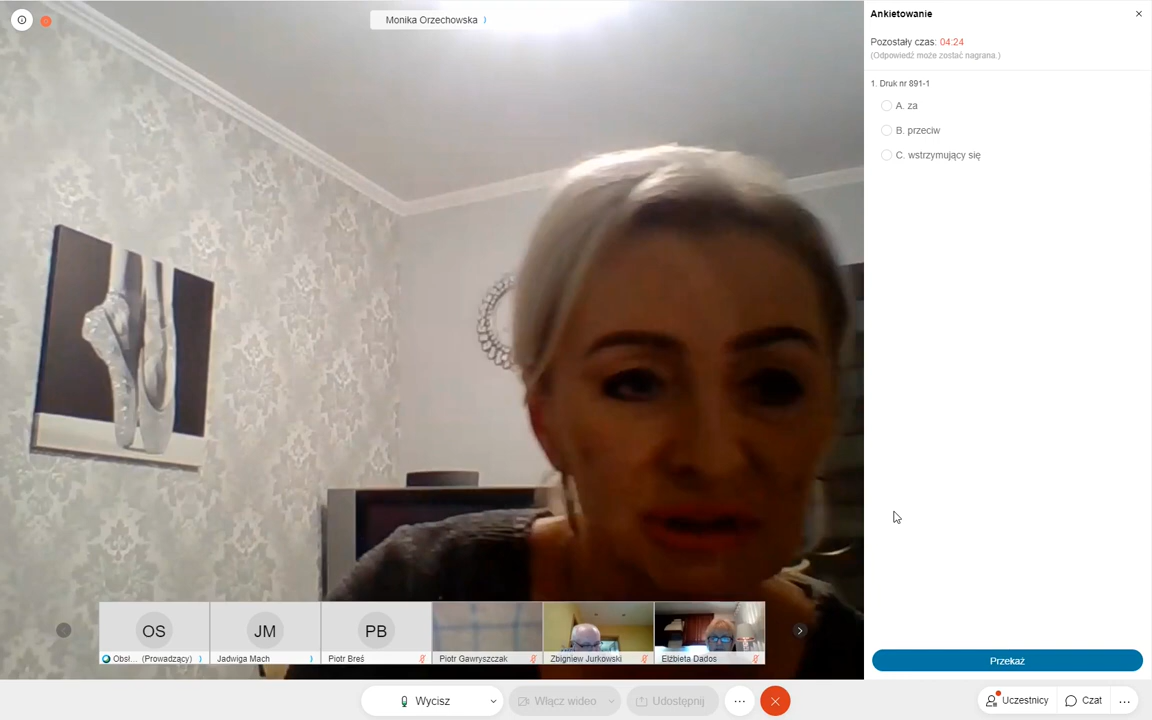 Monika Orzechowska
Ankietowanie
Pozostały czas: 04:24
(Odpowiedź może zostać nagrana.)
1. Druk nr 891-1
A. za
B. przeciw
C. wstrzymujący się
OS
JM
PB
Obsł... (Prowadzący)
Jadwiga Mach
Piotr Breś
Piotr Gawryszczak
Zbigniew Jurkowski
Elżbieta Dados
Przekaż
Wycisz
Włącz wideo
Udostępnij
Uczestnicy
Czat